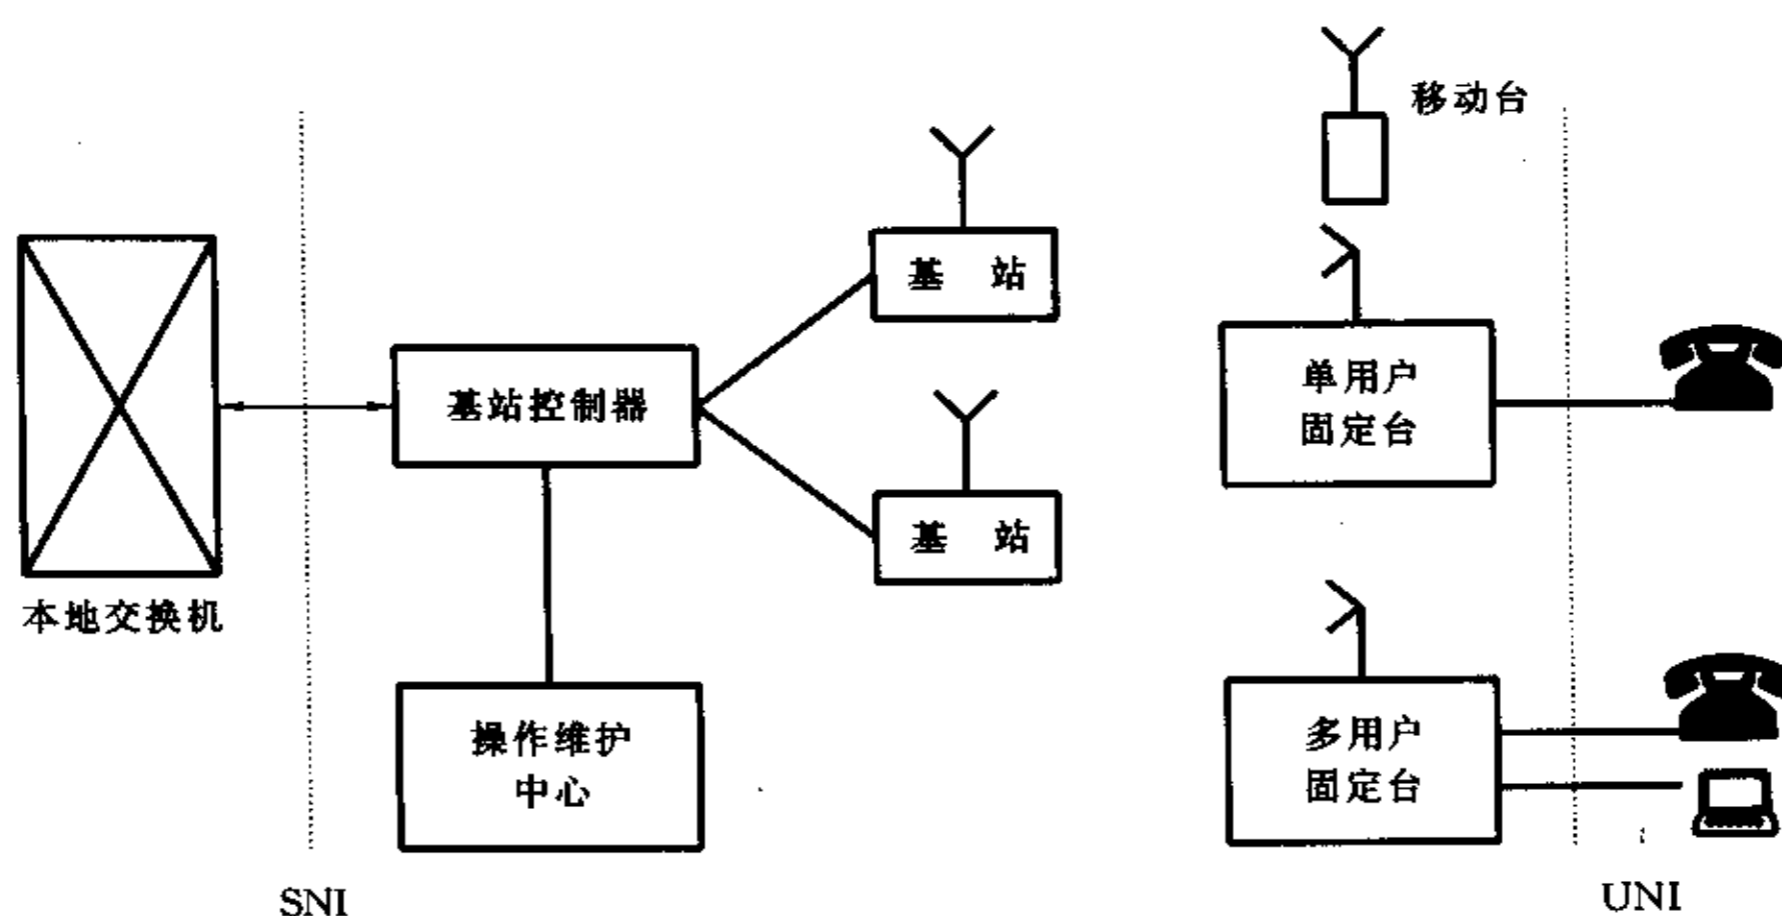 移动台
基 站
单用户
固定台
基站控制器
基 站
本地交换机
操作维护
中心
多用户
固定台
SNI
UNI